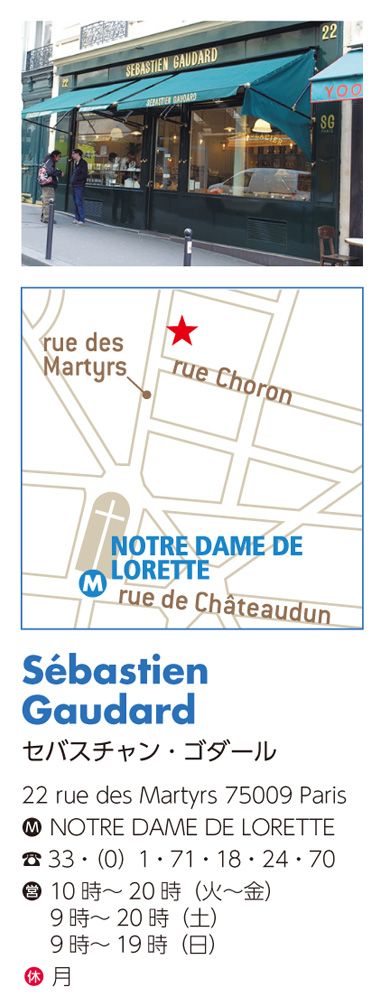 22
SÉBASTIEN GAUDARD
22
SÉBASTIEN GAUDARD
YOO
SG
PARIS
rue des
Martyrs
rue Choron
NOTRE DAME DE
LORETTE
M
rue de Châteaudun
Sébastien
Gaudard
セバスチャン・ゴダール
22 rue des Martyrs 75009 Paris
M NOTRE DAME DE LORETTE
☎ 33・(0) 1・71・18・24・70
営 10時〜20時（火〜金）
9時〜20時（土）
9時〜19時（日）
休 月